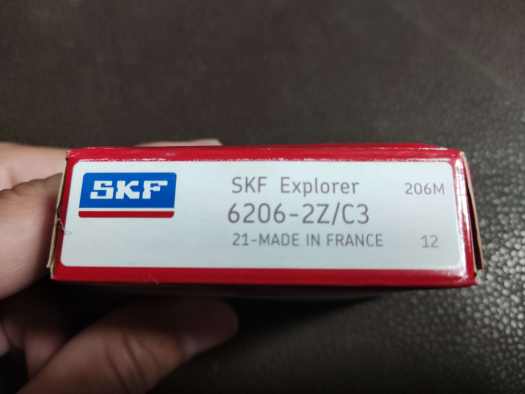 SKF
SKF Explorer
206M
6206-2Z/C3
21-MADE IN FRANCE
12